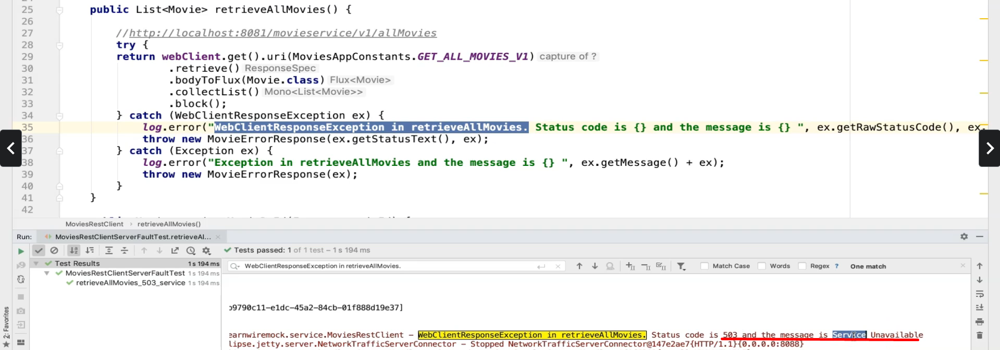 25 public List<Movie> retrieveAllMovies() {
26
27 //http://localhost:8081/movieservice/v1/allMovies
28 try {
29 return webClient.get().uri(MoviesAppConstants.GET_ALL_MOVIES_V1) capture of ?
30 .retrieve() ResponseSpec
31 .bodyToFlux(Movie.class) Flux<Movie>
32 .collectList() Mono<List<Movie>>
33 .block();
34 } catch (WebClientResponseException ex) {
35 log.error("WebClientResponseException in retrieveAllMovies. Status code is {} and the message is {} ", ex.getRawStatusCode(), ex.
36 throw new MovieErrorResponse(ex.getStatusText(), ex);
37 } catch (Exception ex) {
38 log.error("Exception in retrieveAllMovies and the message is {} ", ex.getMessage() + ex);
39 throw new MovieErrorResponse(ex);
40 }
41 }
42
MoviesRestClient › retrieveAllMovies()
Run: MoviesRestClientServerFaultTest.retrieveAl...
Tests passed: 1 of 1 test – 1 s 194 ms
Test Results 1 s 194 ms
WebClientResponseException in retrieveAllMovies. Match Case Words Regex ? One match
MoviesRestClientServerFaultTest 1 s 194 ms
retrieveAllMovies_503_service 1 s 194 ms
b9790c11-e1dc-45a2-84cb-01f888d19e37]
earnwiremock.service.MoviesRestClient – WebClientResponseException in retrieveAllMovies. Status code is 503 and the message is Service Unavailable
lipse.jetty.server.NetworkTrafficServerConnector – Stopped NetworkTrafficServerConnector@147e2ae7{HTTP/1.1}{0.0.0.0:8088}
2: Favorites